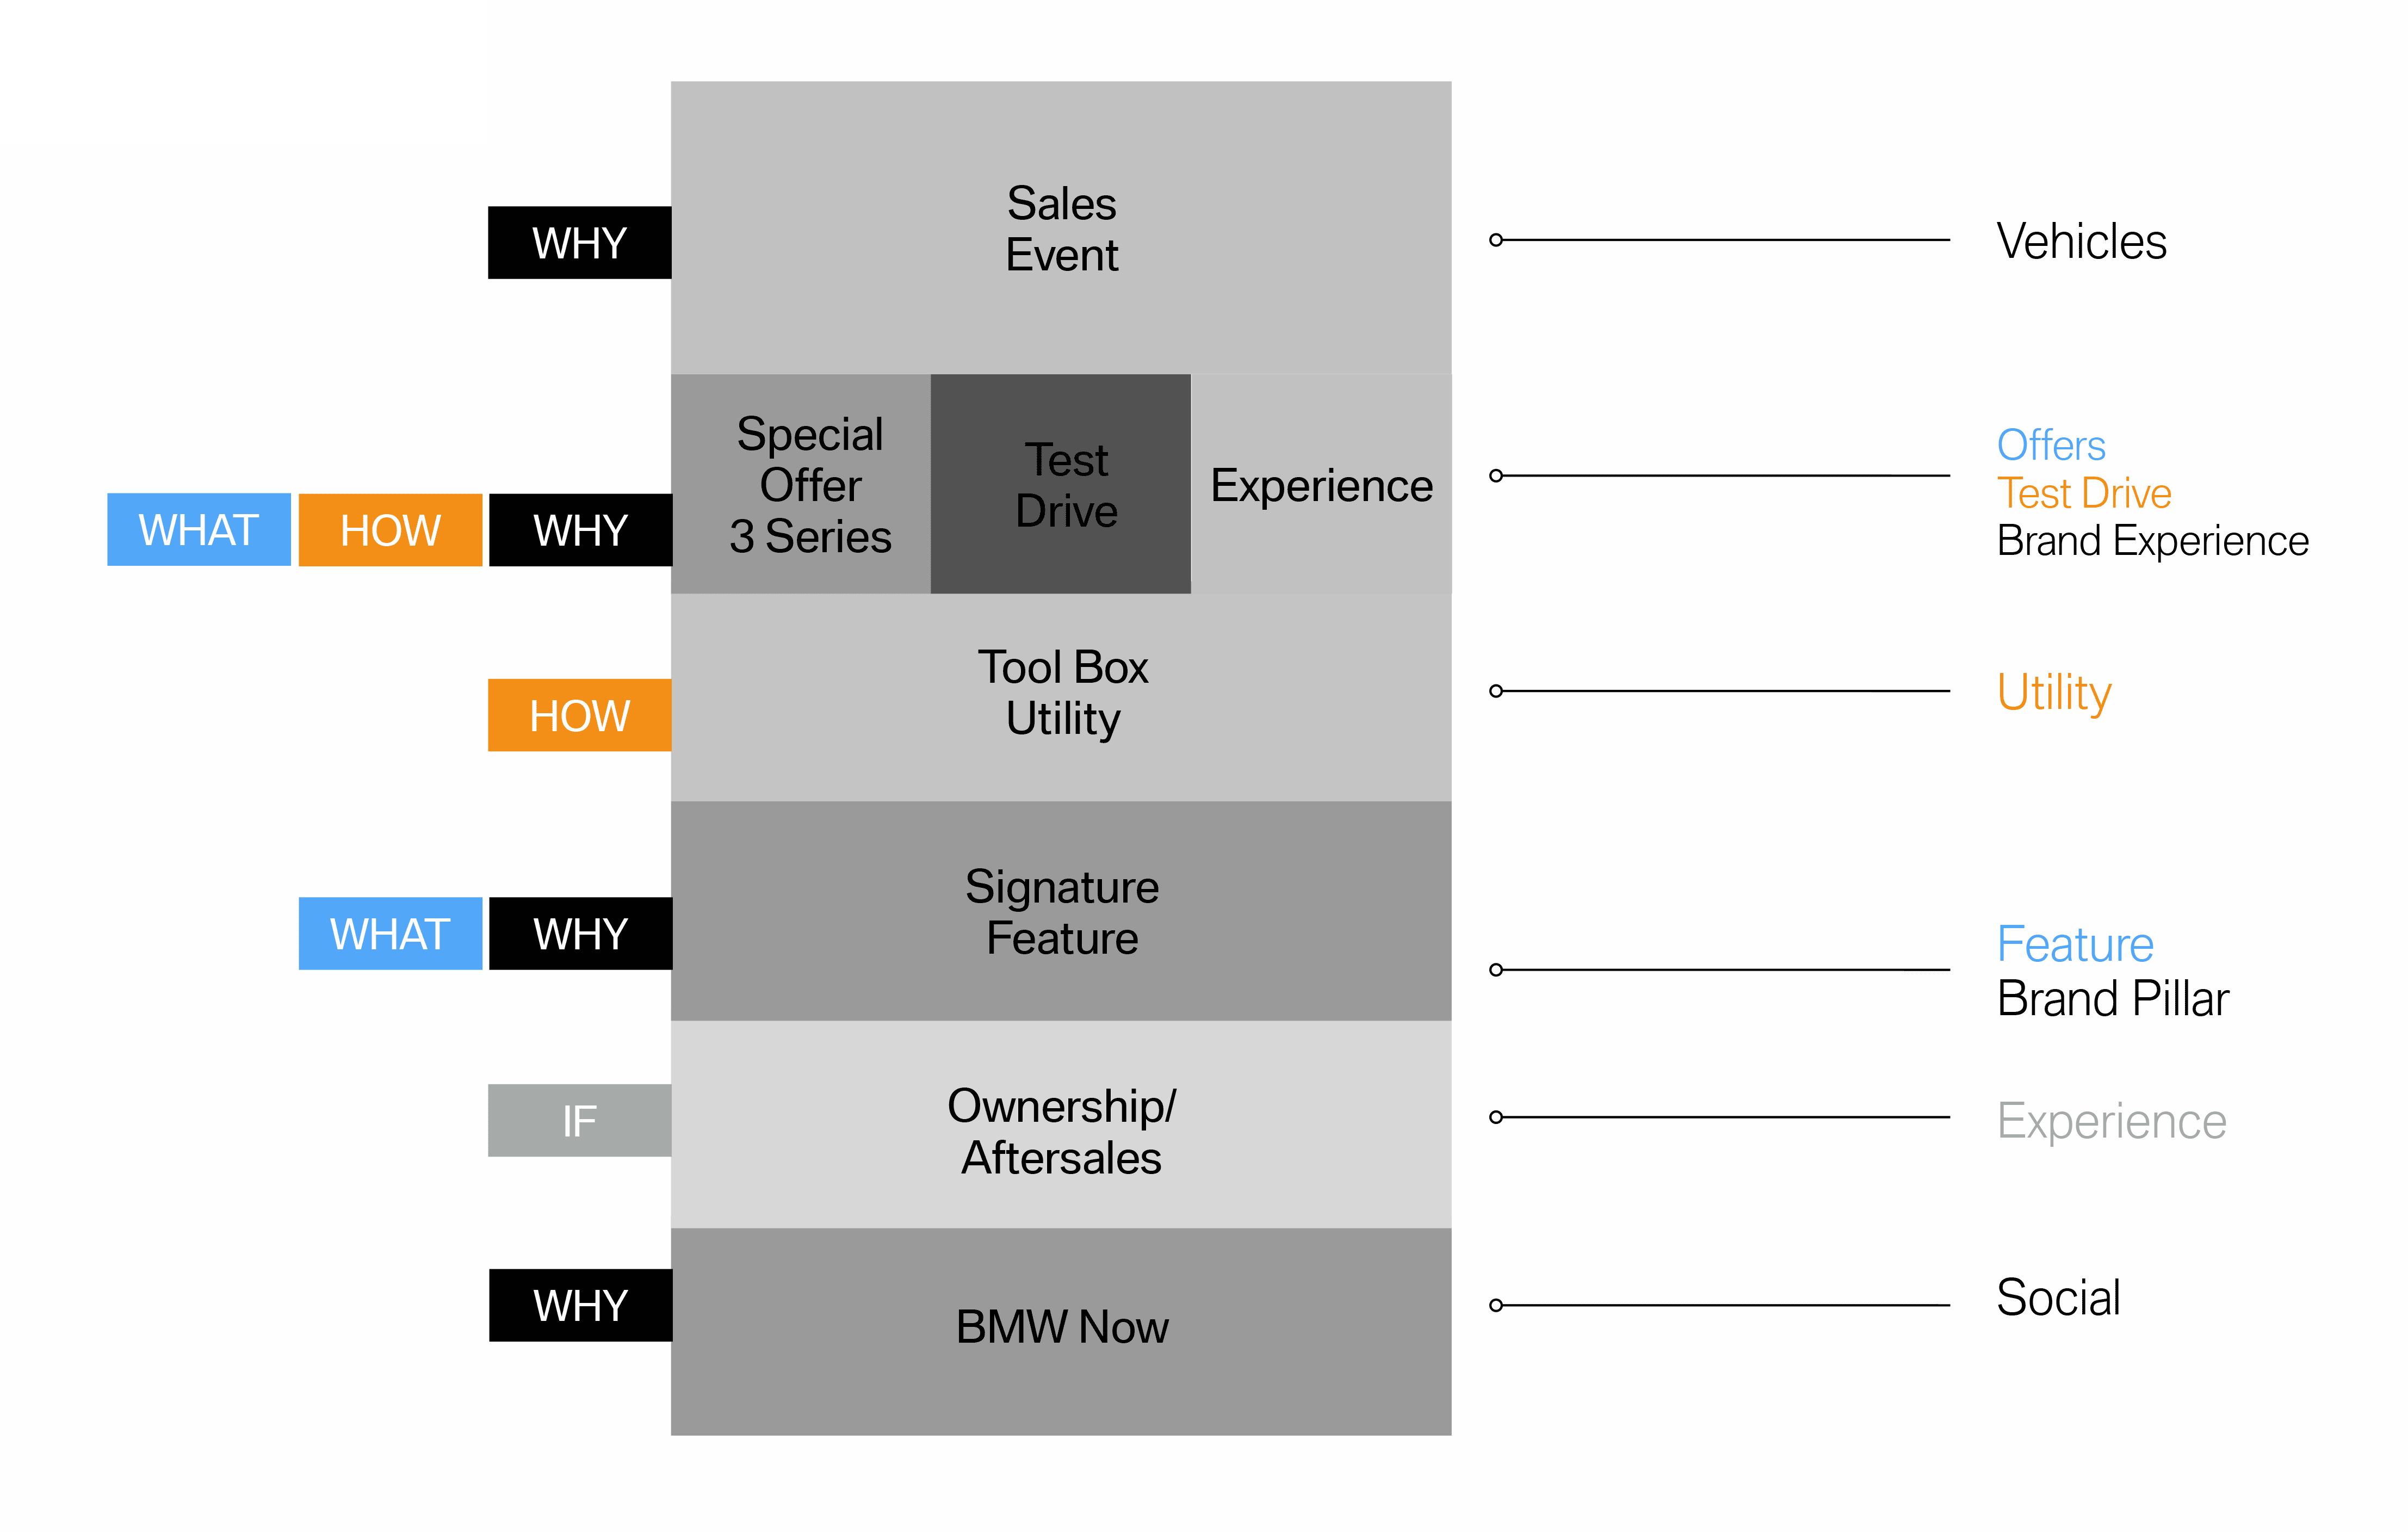 WHY
Sales
Event
Vehicles
WHAT
HOW
WHY
Special
Offer
3 Series
Test
Drive
Experience
Offers
Test Drive
Brand Experience
HOW
Tool Box
Utility
Utility
WHAT
WHY
Signature
Feature
Feature
Brand Pillar
IF
Ownership/
Aftersales
Experience
WHY
BMW Now
Social